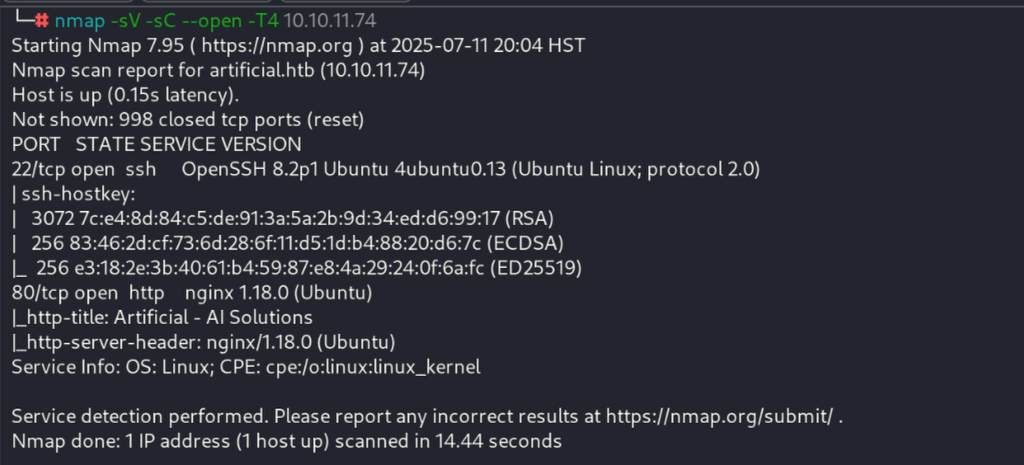 └─# nmap -sV -sC --open -T4 10.10.11.74
Starting Nmap 7.95 ( https://nmap.org ) at 2025-07-11 20:04 HST
Nmap scan report for artificial.htb (10.10.11.74)
Host is up (0.15s latency).
Not shown: 998 closed tcp ports (reset)
PORT   STATE SERVICE VERSION
22/tcp open  ssh     OpenSSH 8.2p1 Ubuntu 4ubuntu0.13 (Ubuntu Linux; protocol 2.0)
| ssh-hostkey:
|   3072 7c:e4:8d:84:c5:de:91:3a:5a:2b:9d:34:ed:d6:99:17 (RSA)
|   256 83:46:2d:cf:73:6d:28:6f:11:d5:1d:b4:88:20:d6:7c (ECDSA)
|_  256 e3:18:2e:3b:40:61:b4:59:87:e8:4a:29:24:0f:6a:fc (ED25519)
80/tcp open  http    nginx 1.18.0 (Ubuntu)
|_http-title: Artificial - AI Solutions
|_http-server-header: nginx/1.18.0 (Ubuntu)
Service Info: OS: Linux; CPE: cpe:/o:linux:linux_kernel
Service detection performed. Please report any incorrect results at https://nmap.org/submit/ .
Nmap done: 1 IP address (1 host up) scanned in 14.44 seconds